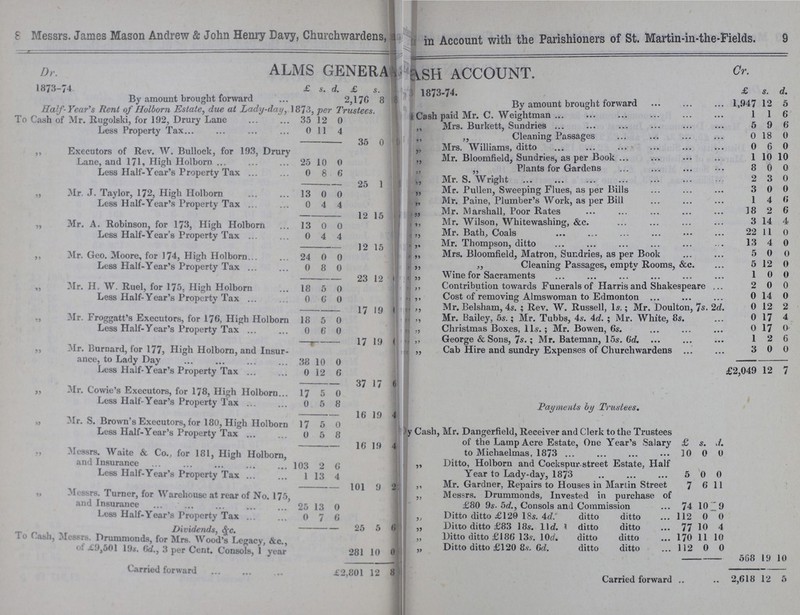 8 Messrs. James Mason Andrew & John Henry Davy, Churchwardens,
Dr.
ALMS GENERA
1873-74 £ s. d. £ s.
By amount brought forward ... 2,176 8
Half-Year's Rent of Holborn Estate, due at Lady-day, 1873, per Trustees.
To Cash of Mr. Rugolski, for 192, Drury Lane ... ... 35 12 0
Less Property Tax... ... ... 0 11 4
35 0
„ Executors of Rev. W. Bullock, for 193, Drury
Lane, and 171, High Holborn ... ... ... 25 10 0
Less Half-Year's Property Tax ... ... 0 8 6
25 1
„ Mr. J. Taylor, 172, High Holborn ... ... 13 0 0
Less Half-Year's Property Tax ... ... 0 4 4
12 15
„ Mr. A. Robinson, for 173, High Holborn ... 13 0 0
Less Half-Year's Property Tax ... ... 0 4 4
12 15
„ Mr. Geo. Moore, for 174, High Holborn... ... 24 0 0
Less Half-Year's Property Tax ... ... 0 8 0
23 12
„ Mr. H. W. Ruel, for 175, High Holborn ... 18 5 0
Less Half-Year's Property Tax ... ... 0 6 0
17 19
„ Mr. Froggatt's Executors, for 176, High Holborn 18 5 0
Less Half-Year's Property Tax ... ... 0 6 0
17 19
„ Mr. Burnard, for 177, High Holborn, and Insur-
ance, to Lady Day ... ... ... ... 38 10 0
Less Half-Year's Property Tax ... ... 0 12 6
37 17 6
„ Mr. Cowie's Executors, for 178, High Holborn... 17 5 0
Less Half-Year's Property Tax ... ... 0 5 8
16 19 4
„ Mr. S. Brown's Executors, for 180, High Holborn 17 5 0
Less Half-Year's Property Tax ... ... 0 5 8
16 19 4
„ Messrs. Waite & Co., for 181, High Holborn,
and Insurance ... ... ... ... ... 103 2 6
Less Half-Year's Property Tax ... ... 1 13 4
101 9 2
„ Messrs. Turner, for Warehouse at rear of No. 175,
and Insurance ... ... ... ... ... 25 13 0
Less Half-Year's Property Tax ... ... 0 7 6
25 5 6
Dividends, &c.
To Cash, Messrs. Drummonds, for Mrs. Wood's Legacy, &c.,
of £9,501 19s. 6d., 3 per Cent. Consols, 1 year 281 10 0
Carried forward ... ... ... £2,801 12 8
in Account with the Parishioners of St. Martin-in-the-Fields. 9
ASH ACCOUNT.
Cr.
1873-74. £ s. d.
By amount brought forward ... ... ... 1,947 12 5
Cash paid Mr. C. Weightman ... ... ... ... ... ... 1 1 6
„ Mrs. Burkett, Sundries ... ... ... ... ... ... 5 9 6
„ „ Cleaning Passages ... ... ... ... 0 18 0
„ Mrs. Williams, ditto ... ... ... ... ... ... 0 6 0
„ Mr. Bloomfield, Sundries, as per Book ... ... ... ... 1 10 10
„ „ Plants for Gardens ... ... ... ... 8 0 0
„ Mr. S. Wright ... ... ... ... ... ... ... 2 3 0
„ Mr. Pullen, Sweeping Flues, as per Bills ... ... ... 3 0 0
„ Mr. Paine, Plumber's Work, as per Bill ... ... ... 1 4 6
„ Mr. Marshall, Poor Rates ... ... ... ... ... 18 2 6
„ Mr. Wilson, Whitewashing, &c. ... ... ... ... 3 14 4
„ Mr. Bath, Coals ... ... ... ... ... ... 22 11 0
„ Mr. Thompson, ditto ... ... ... ... ... ... 13 4 0
„ Mrs. Bloomfield, Matron, Sundries, as per Book ... ... 5 0 0
„ „ Cleaning Passages, empty Rooms, &c. ... 5 12 0
„ Wine for Sacraments ... ... ... ... ... ... 1 0 0
„ Contribution towards Funerals of Harris and Shakespeare ... 2 0 0
„ Cost of removing Almswoman to Edmonton ... ... ... 0 14 0
„ Mr. Belsham, 4s. ; Rev. W. Russell, 1s. ; Mr. Doulton, 7s. 2d. 0 12 2
„ Mr. Bailey, 5s. ; Mr. Tubbs, 4s. 4d. ; Mr. White, 8s. 0 17 4
„ Christmas Boxes, 11s. ; Mr. Bowen, 6s. ... ... ... 0 17 0
„ George & Sons, 7s. ; Mr. Bateman, 15s. 6d. ... ... ... 1 2 6
„ Cab Hire and sundry Expenses of Churchwardens ... ... 3 0 0
£2,049 12 7
Payments by Trustees.
y Cash, Mr. Dangerfield, Receiver and Clerk to the Trustees
of the Lamp Acre Estate, One Year's Salary £ s. d.
to Michaelmas, 1873 ... ... ... ... 10 0 0
„ Ditto, Holborn and Cockspur-street Estate, Half
Year to Lady-day, 1873 ... ... ... 5 0 0
„ Mr. Gardner, Repairs to Houses in Martin Street 7 6 11
„ Messrs. Drummonds, Invested in purchase of
£80 9s. 5d., Consols and Commission ... 74 10 9
„ Ditto ditto £120 18s. 4d. ditto ditto ... 112 0 0
„ Ditto ditto £83 18s. 11d. ditto ditto ... 77 10 4
„ Ditto ditto £186 13s. 10d. ditto ditto ... 170 11 10
„ Ditto ditto £120 8s. 6d. ditto ditto ... 112 0 0
568 19 10
Carried forward .. .. 2,618 12 5